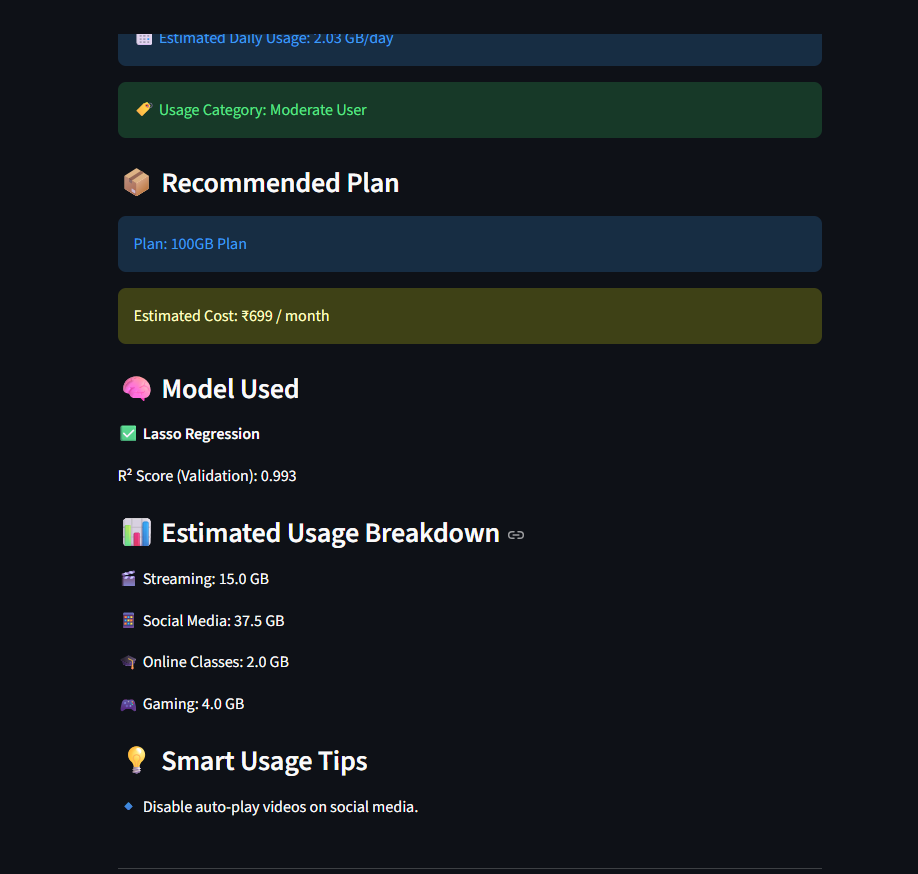 Estimated Daily Usage: 2.03 GB/day
Usage Category: Moderate User
Recommended Plan
Plan: 100GB Plan
Estimated Cost: ₹699 / month
Model Used
Lasso Regression
R² Score (Validation): 0.993
Estimated Usage Breakdown
Streaming: 15.0 GB
Social Media: 37.5 GB
Online Classes: 2.0 GB
Gaming: 4.0 GB
Smart Usage Tips
Disable auto-play videos on social media.